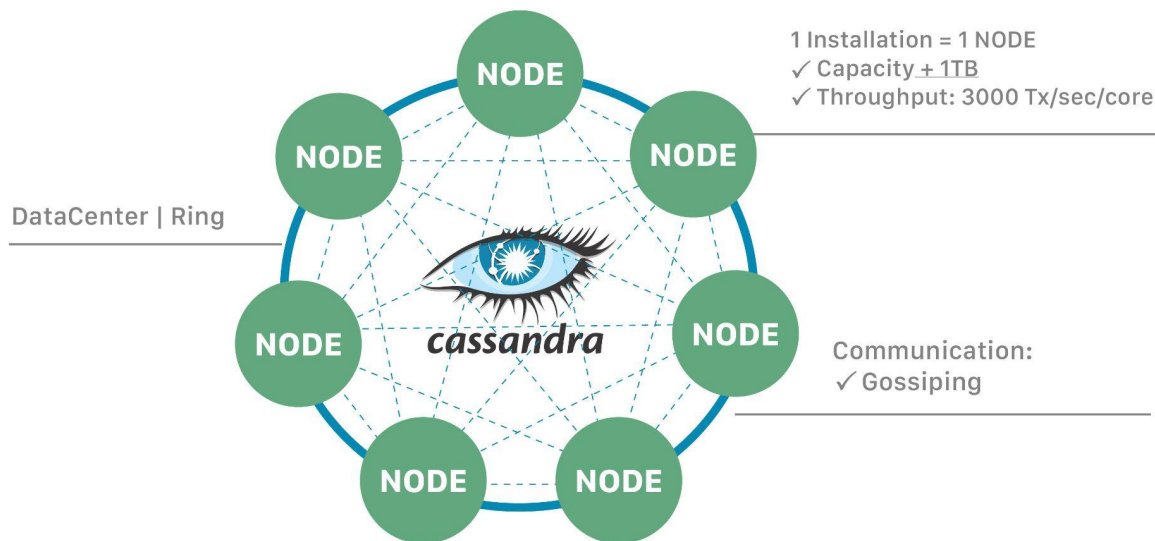 NODE
1 Installation = 1 NODE
✓ Capacity + 1TB
✓ Throughput: 3000 Tx/sec/core
NODE
NODE
DataCenter | Ring
NODE
NODE
cassandra
Communication:
✓ Gossiping
NODE
NODE